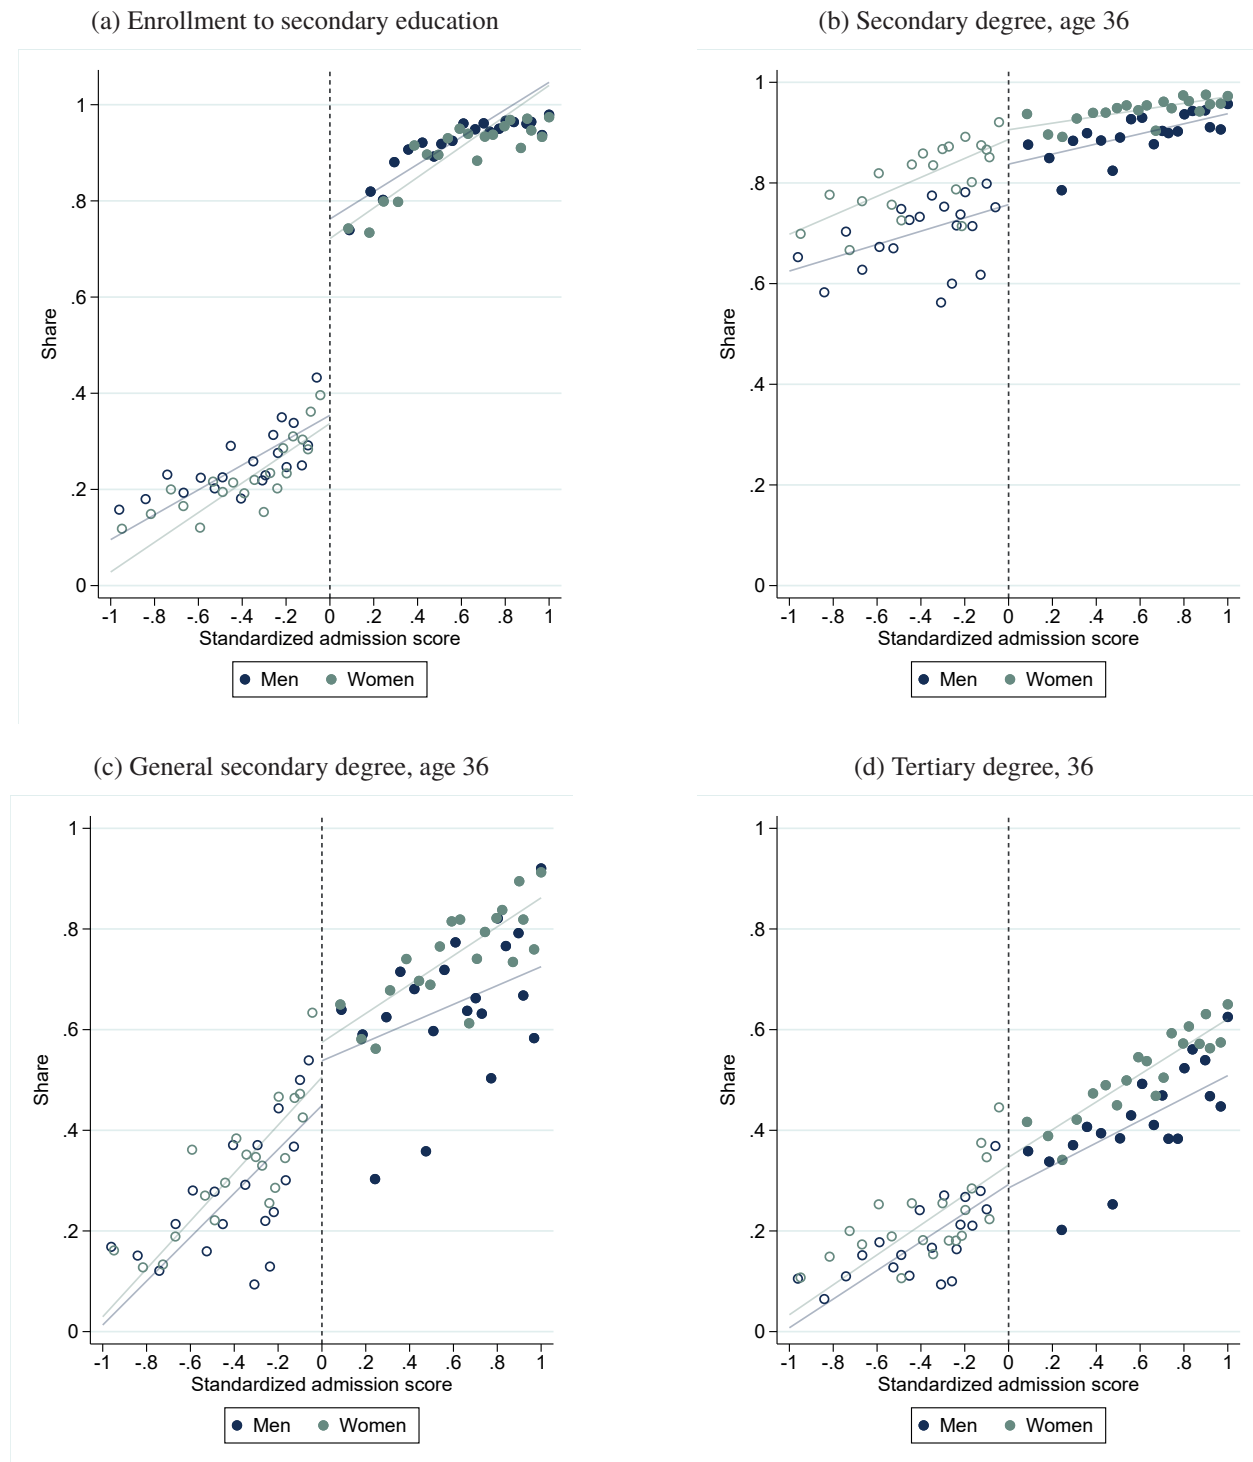 (a) Enrollment to secondary education
1
.8
.6
.4
.2
0
Share
-1 -.8 -.6 -.4 -.2 0 .2 .4 .6 .8 1
Standardized admission score
Men Women
(b) Secondary degree, age 36
1
.8
.6
.4
.2
0
Share
-1 -.8 -.6 -.4 -.2 0 .2 .4 .6 .8 1
Standardized admission score
Men Women
(c) General secondary degree, age 36
1
.8
.6
.4
.2
0
Share
-1 -.8 -.6 -.4 -.2 0 .2 .4 .6 .8 1
Standardized admission score
Men Women
(d) Tertiary degree, 36
1
.8
.6
.4
.2
0
Share
-1 -.8 -.6 -.4 -.2 0 .2 .4 .6 .8 1
Standardized admission score
Men Women